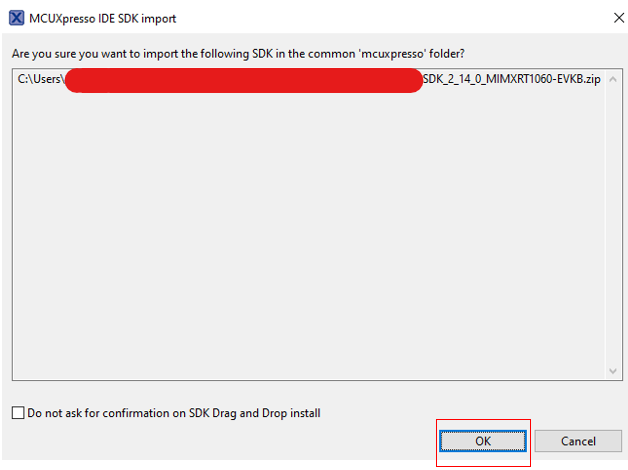 MCUXpresso IDE SDK import
Are you sure you want to import the following SDK in the common 'mcuxpresso' folder?
C:\Users\ SDK_2_14_0_MIMXRT1060-EVKB.zip
Do not ask for confirmation on SDK Drag and Drop install
OK Cancel